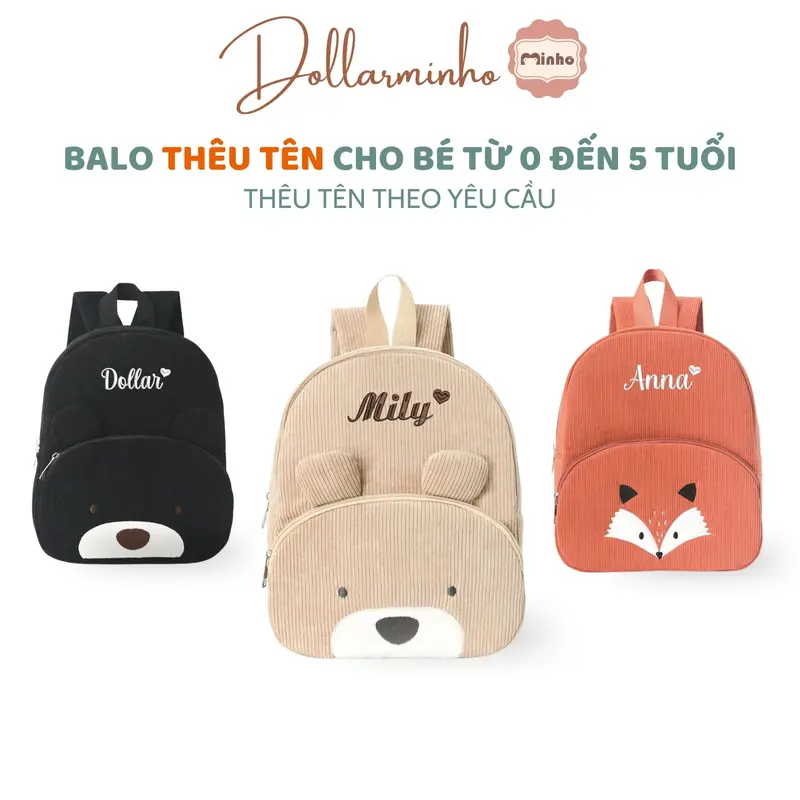 Dollarminho
Minho
BALO THÊU TÊN CHO BÉ TỪ 0 ĐẾN 5 TUỔI
THÊU TÊN THEO YÊU CẦU
Dollar
Mily
Anna